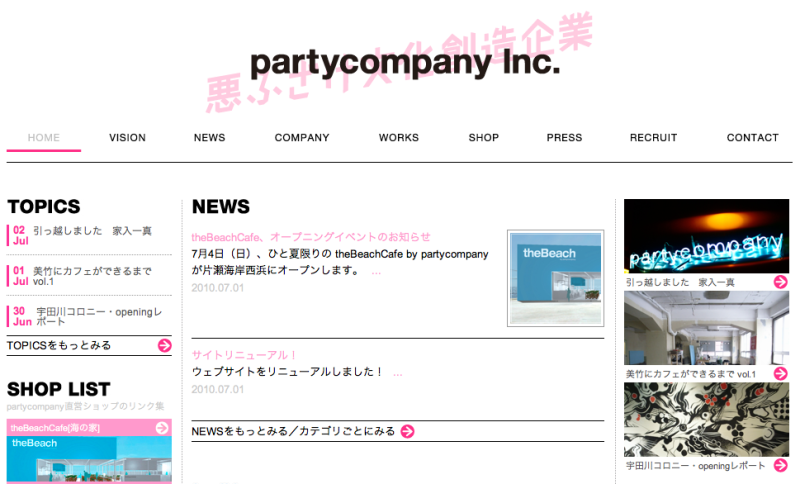 悪ふざけ文化創造企業
partycompany Inc.
HOME VISION NEWS COMPANY WORKS SHOP PRESS RECRUIT CONTACT
TOPICS
02 Jul 引っ越しました 家入一真
01 Jul 美竹にカフェができるまで vol.1
30 Jun 宇田川コロニー・openingレポート
TOPICSをもっとみる
SHOP LIST
partycompany直営ショップのリンク集
theBeachCafe[海の家]
theBeach
NEWS
theBeachCafe、オープニングイベントのお知らせ
7月4日（日）、ひと夏限りの theBeachCafe by partycompany
が片瀬海岸西浜にオープンします。 …
2010.07.01
theBeach
サイトリニューアル！
ウェブサイトをリニューアルしました！ …
2010.07.01
NEWSをもっとみる／カテゴリごとにみる
partycompany
引っ越しました 家入一真
美竹にカフェができるまで vol.1
宇田川コロニー・openingレポート